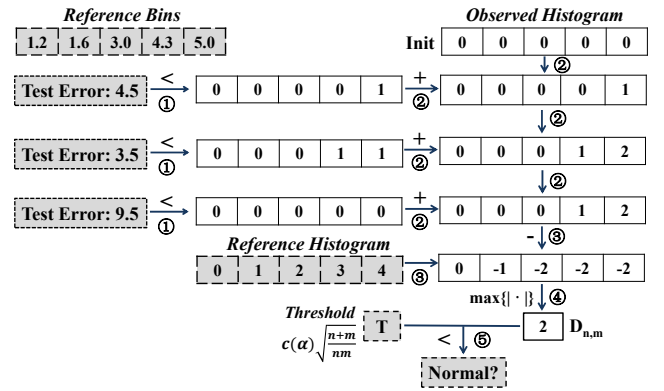 Reference Bins Observed Histogram
1.2 1.6 3.0 4.3 5.0 Init 0 0 0 0 0
②
Test Error: 4.5 < ① 0 0 0 0 1 + ② 0 0 0 0 1
②
Test Error: 3.5 < ① 0 0 0 1 1 + ② 0 0 0 1 2
②
Test Error: 9.5 < ① 0 0 0 0 0 + ② 0 0 0 1 2
Reference Histogram - ③
0 1 2 3 4 ③ 0 -1 -2 -2 -2
max{| · |} ④
Threshold T 2 Dn,m
c(α)√(n+m/nm) < ⑤
Normal?